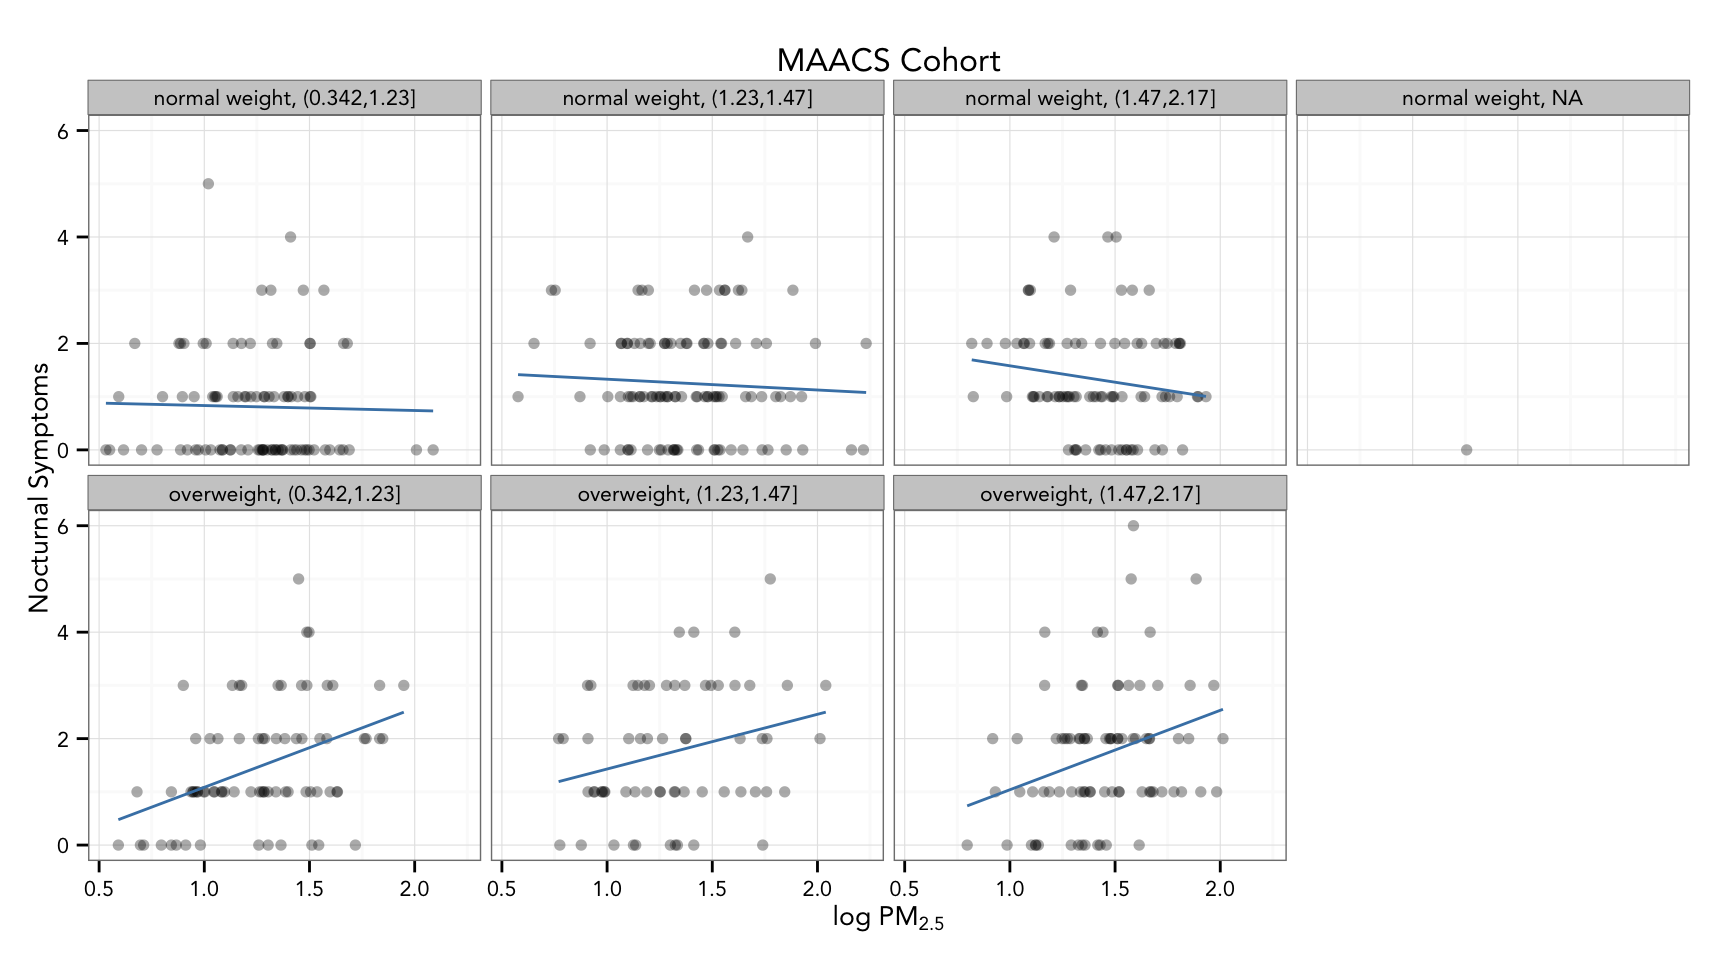 MAACS Cohort
normal weight, (0.342,1.23]
normal weight, (1.23,1.47]
normal weight, (1.47,2.17]
normal weight, NA
6
4
2
0
Nocturnal Symptoms
overweight, (0.342,1.23]
overweight, (1.23,1.47]
overweight, (1.47,2.17]
6
4
2
0
0.5 1.0 1.5 2.0 0.5 1.0 1.5 2.0 0.5 1.0 1.5 2.0
log PM2.5